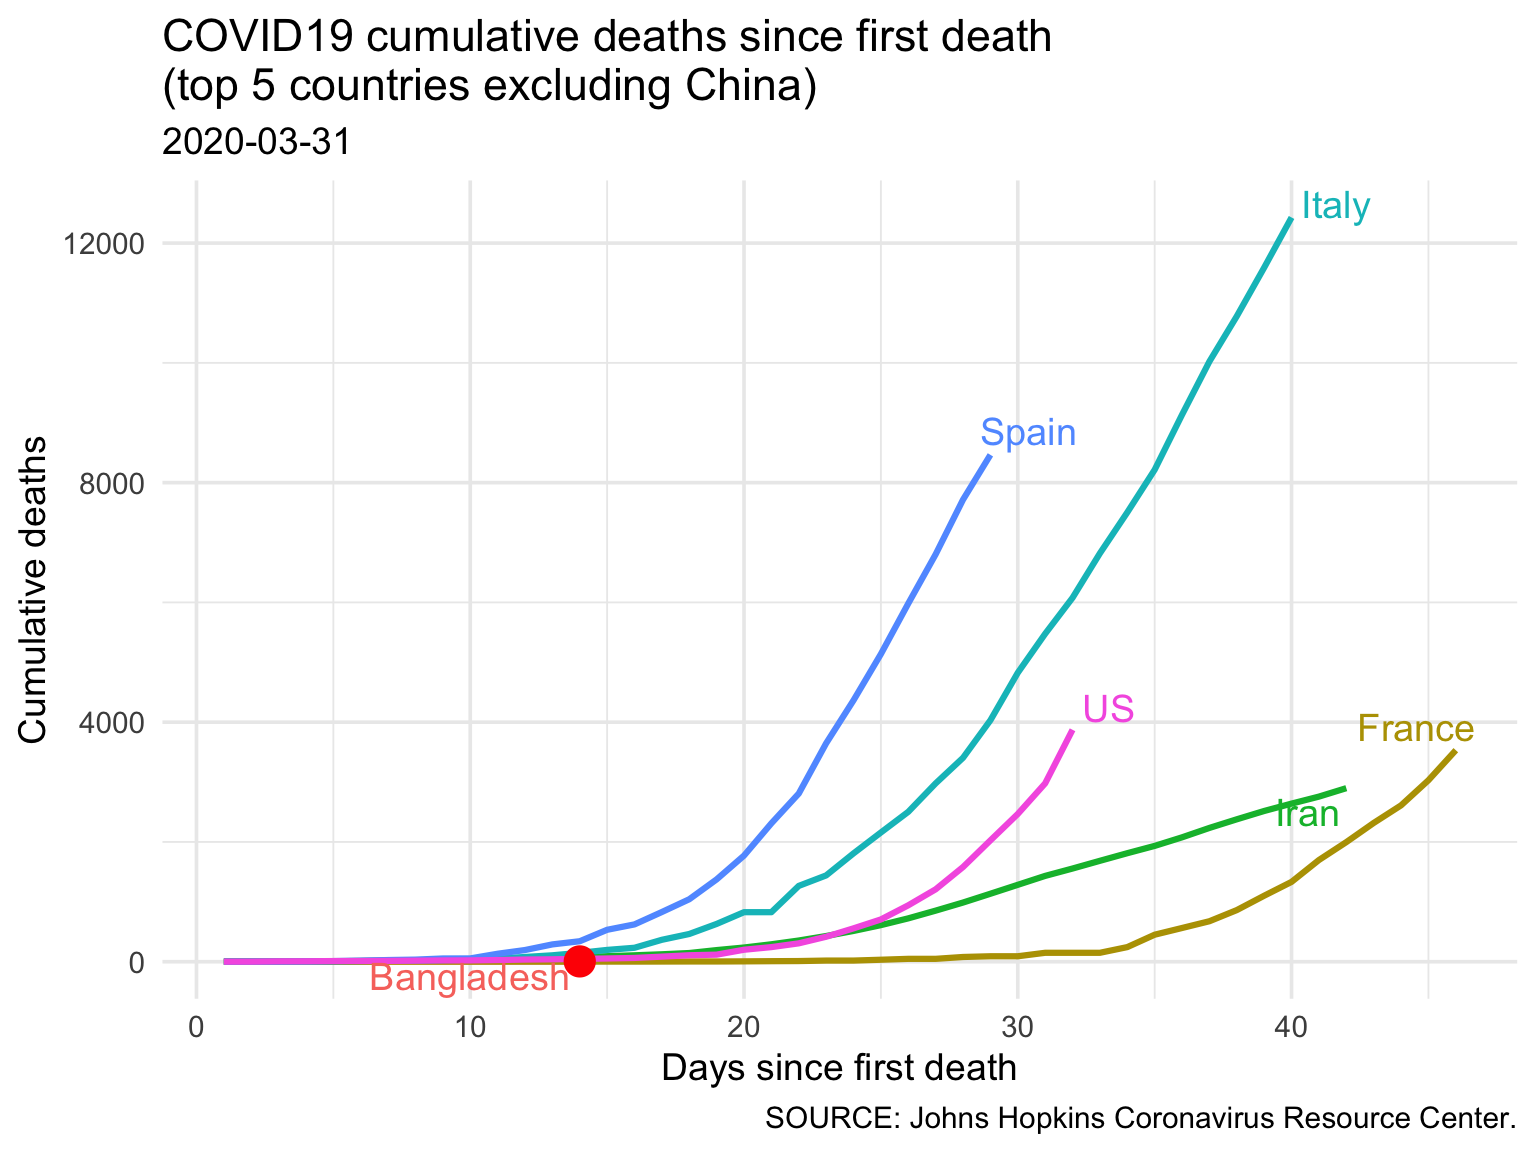 COVID19 cumulative deaths since first death
(top 5 countries excluding China)
2020-03-31
Cumulative deaths
12000
8000
4000
0
Italy
Spain
US
France
Iran
Bangladesh
0 10 20 30 40
Days since first death
SOURCE: Johns Hopkins Coronavirus Resource Center.